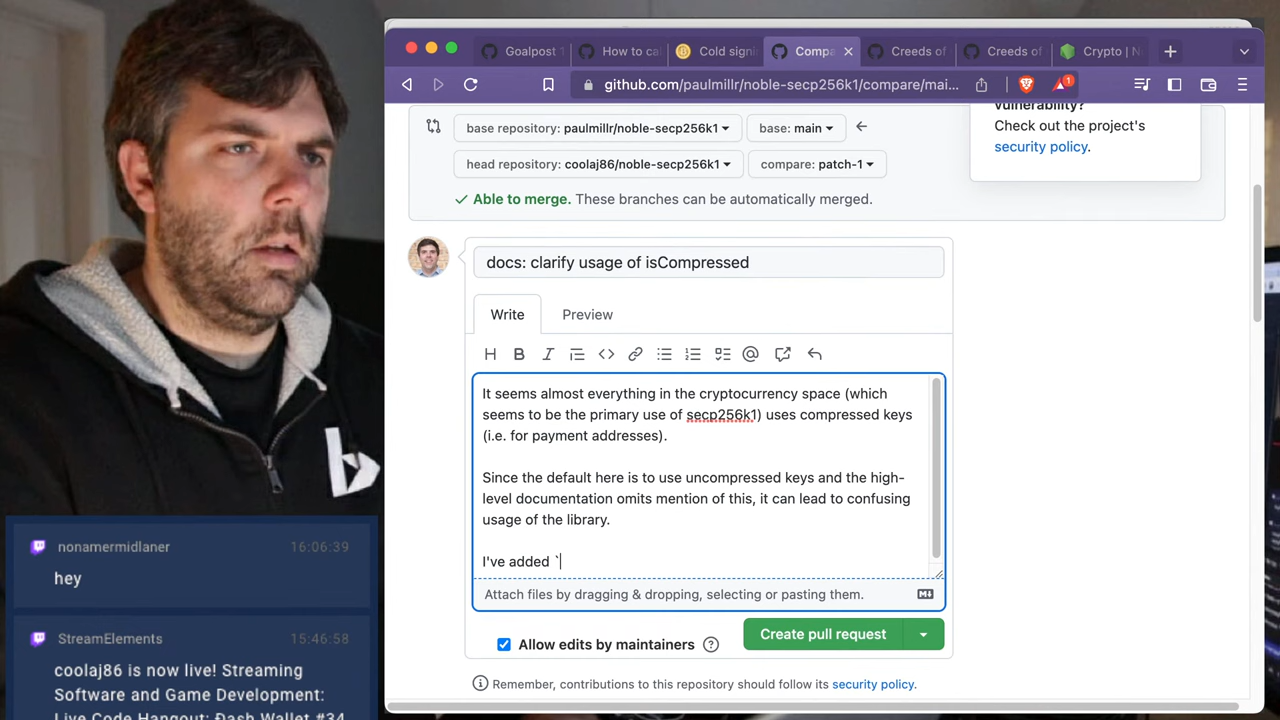 Goalpost 1
How to ca
Cold signi
Compa
Creeds of
Creeds of
Crypto | N
github.com/paulmillr/noble-secp256k1/compare/mai...
1
vulnerability?
Check out the project's
security policy.
base repository: paulmillr/noble-secp256k1
base: main
head repository: coolaj86/noble-secp256k1
compare: patch-1
Able to merge. These branches can be automatically merged.
docs: clarify usage of isCompressed
Write
Preview
It seems almost everything in the cryptocurrency space (which
seems to be the primary use of secp256k1) uses compressed keys
(i.e. for payment addresses).
Since the default here is to use uncompressed keys and the high-
level documentation omits mention of this, it can lead to confusing
usage of the library.
I've added `
Attach files by dragging & dropping, selecting or pasting them.
Allow edits by maintainers
Create pull request
Remember, contributions to this repository should follow its security policy.
b
nonamermidlaner 16:06:39
hey
StreamElements 15:46:58
coolaj86 is now live! Streaming
Software and Game Development:
Live Code Hangout: Đash Wallet #34